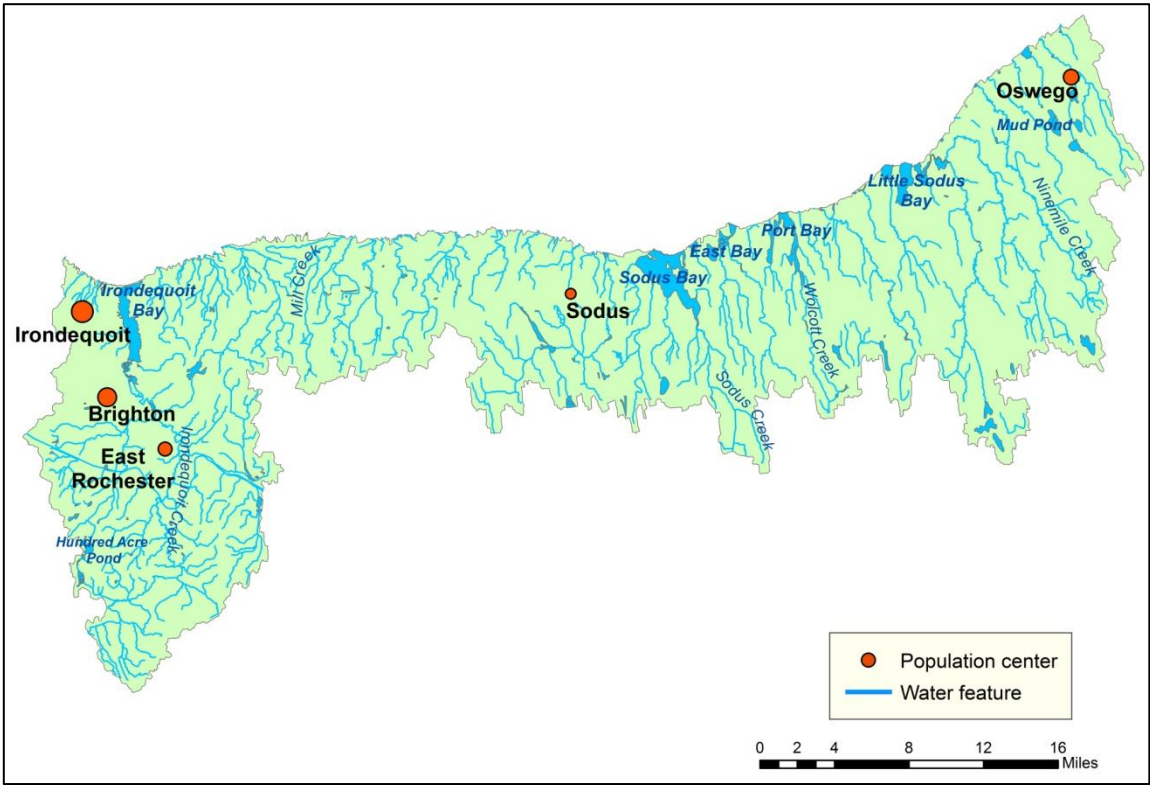 Oswego
Mud Pond
Little Sodus
Bay
Ninemile Creek
Port Bay
East Bay
Sodus Bay
Mill Creek
Irondequoit
Bay
Sodus
Wolcott Creek
Irondequoit
Sodus Creek
Brighton
East
Rochester
Irondequoit Creek
Hundred Acre
Pond
Population center
Water feature
0 2 4 8 12 16
Miles